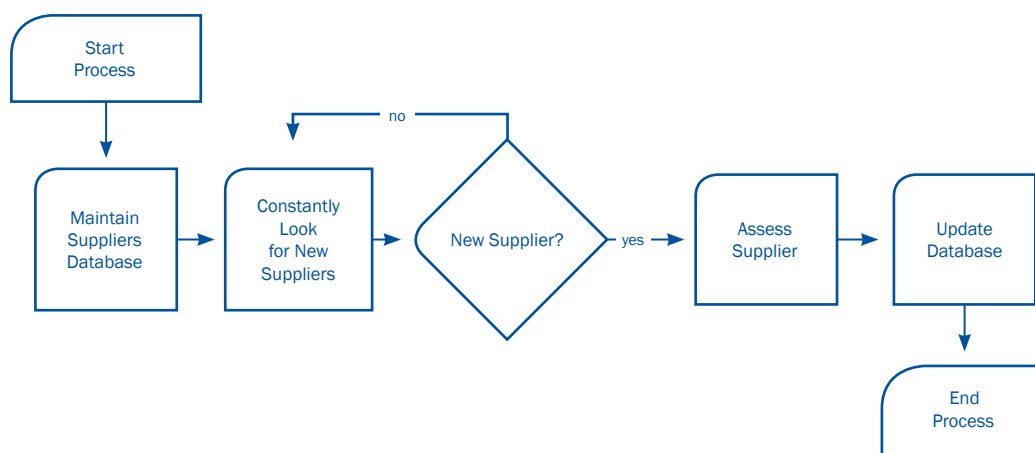 Start
Process
no
Maintain
Suppliers
Database
Constantly
Look
for New
Suppliers
New Supplier?
yes
Assess
Supplier
Update
Database
End
Process